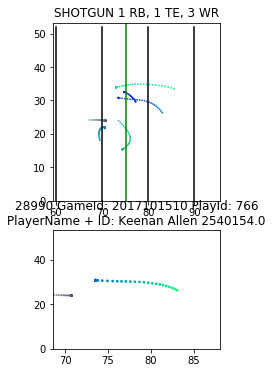 SHOTGUN 1 RB, 1 TE, 3 WR
50
40
30
20
10
0
60 70 80 90
28990 GameId: 2017101510 PlayId: 766
PlayerName + ID: Keenan Allen 2540154.0
40
20
0
70 75 80 85